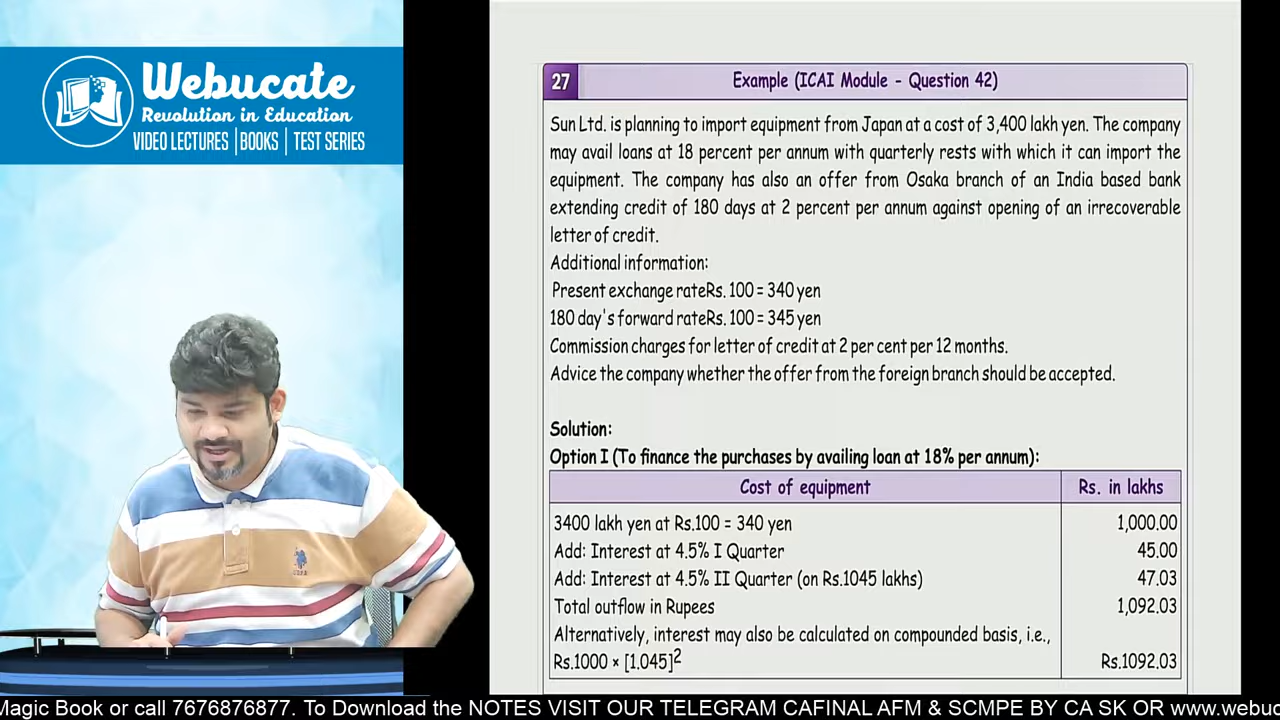 Webucate
Revolution in Education
VIDEO LECTURES | BOOKS | TEST SERIES
27
Example (ICAI Module - Question 42)
Sun Ltd. is planning to import equipment from Japan at a cost of 3,400 lakh yen. The company
may avail loans at 18 percent per annum with quarterly rests with which it can import the
equipment. The company has also an offer from Osaka branch of an India based bank
extending credit of 180 days at 2 percent per annum against opening of an irrecoverable
letter of credit.
Additional information:
Present exchange rateRs. 100 = 340 yen
180 day's forward rateRs. 100 = 345 yen
Commission charges for letter of credit at 2 per cent per 12 months.
Advice the company whether the offer from the foreign branch should be accepted.
Solution:
Option I (To finance the purchases by availing loan at 18% per annum):
Cost of equipment Rs. in lakhs
3400 lakh yen at Rs.100 = 340 yen 1,000.00
Add: Interest at 4.5% I Quarter 45.00
Add: Interest at 4.5% II Quarter (on Rs.1045 lakhs) 47.03
Total outflow in Rupees 1,092.03
Alternatively, interest may also be calculated on compounded basis, i.e.,
Rs.1000 × [1.045]² Rs.1092.03
Magic Book or call 7676876877. To Download the NOTES VISIT OUR TELEGRAM CAFINAL AFM & SCMPE BY CA SK OR www.webuc